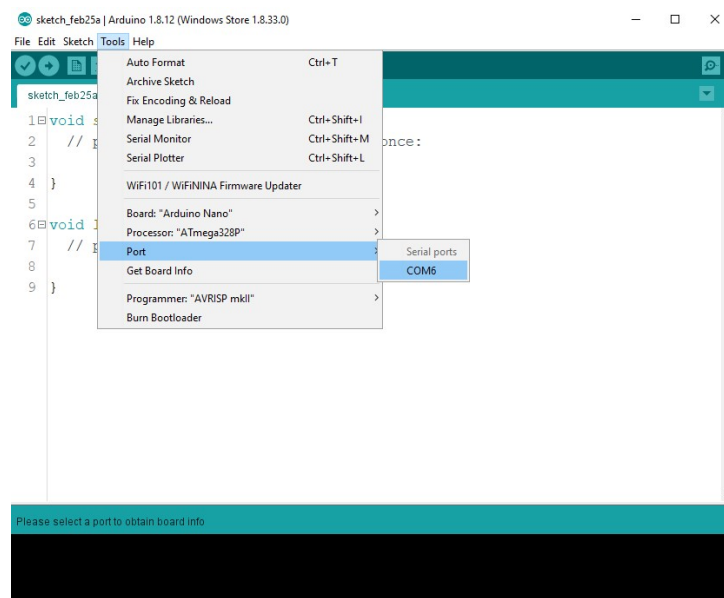 sketch_feb25a | Arduino 1.8.12 (Windows Store 1.8.33.0)
File Edit Sketch Tools Help
sketch_feb25a
Auto Format Ctrl+T
Archive Sketch
Fix Encoding & Reload
Manage Libraries... Ctrl+Shift+I
Serial Monitor Ctrl+Shift+M
Serial Plotter Ctrl+Shift+L
WiFi101 / WiFiNINA Firmware Updater
Board: "Arduino Nano"
Processor: "ATmega328P"
Port
Get Board Info
Programmer: "AVRISP mkII"
Burn Bootloader
Serial ports
COM6
1 void
2 // once:
3
4 }
5
6 void
7 //
8
9 }
Please select a port to obtain board info